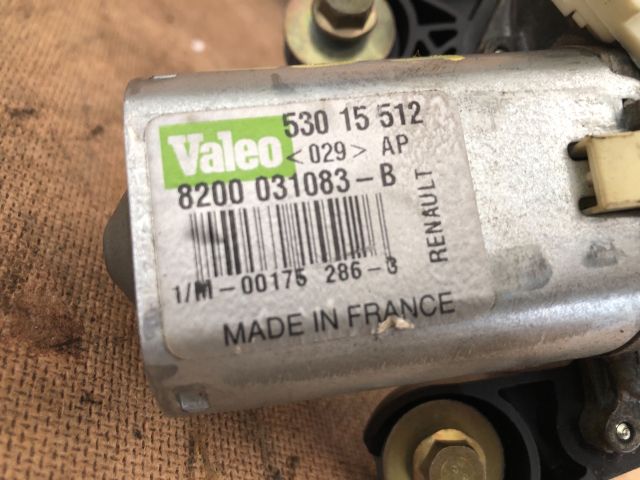 Valeo 530 15 512
<029> AP
8200 031083-B
RENAULT
1/M-00175 286-3
MADE IN FRANCE